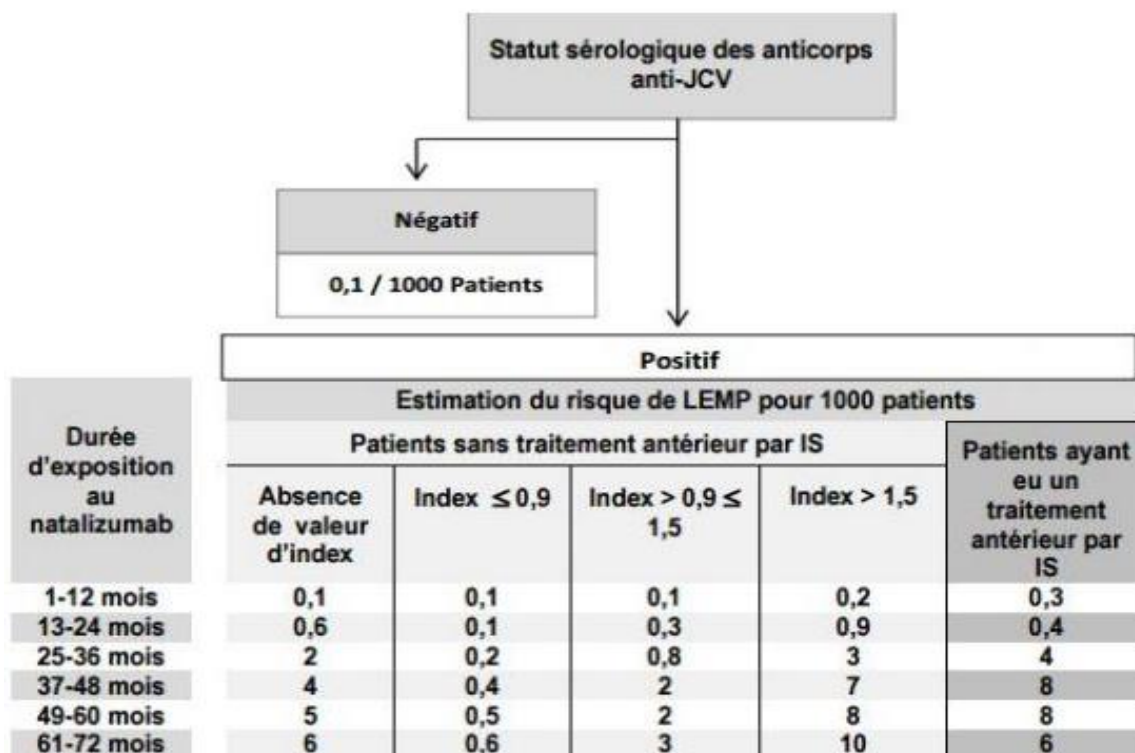 Statut sérologique des anticorps
anti-JCV
Négatif
0,1 / 1000 Patients
Positif
Durée
d'exposition
au
natalizumab
Estimation du risque de LEMP pour 1000 patients
Patients sans traitement antérieur par IS
Patients ayant
eu un
traitement
antérieur par
IS
Absence
de valeur
d'index
Index ≤ 0,9
Index > 0,9 ≤
1,5
Index > 1,5
1-12 mois 0,1 0,1 0,1 0,2 0,3
13-24 mois 0,6 0,1 0,3 0,9 0,4
25-36 mois 2 0,2 0,8 3 4
37-48 mois 4 0,4 2 7 8
49-60 mois 5 0,5 2 8 8
61-72 mois 6 0,6 3 10 6